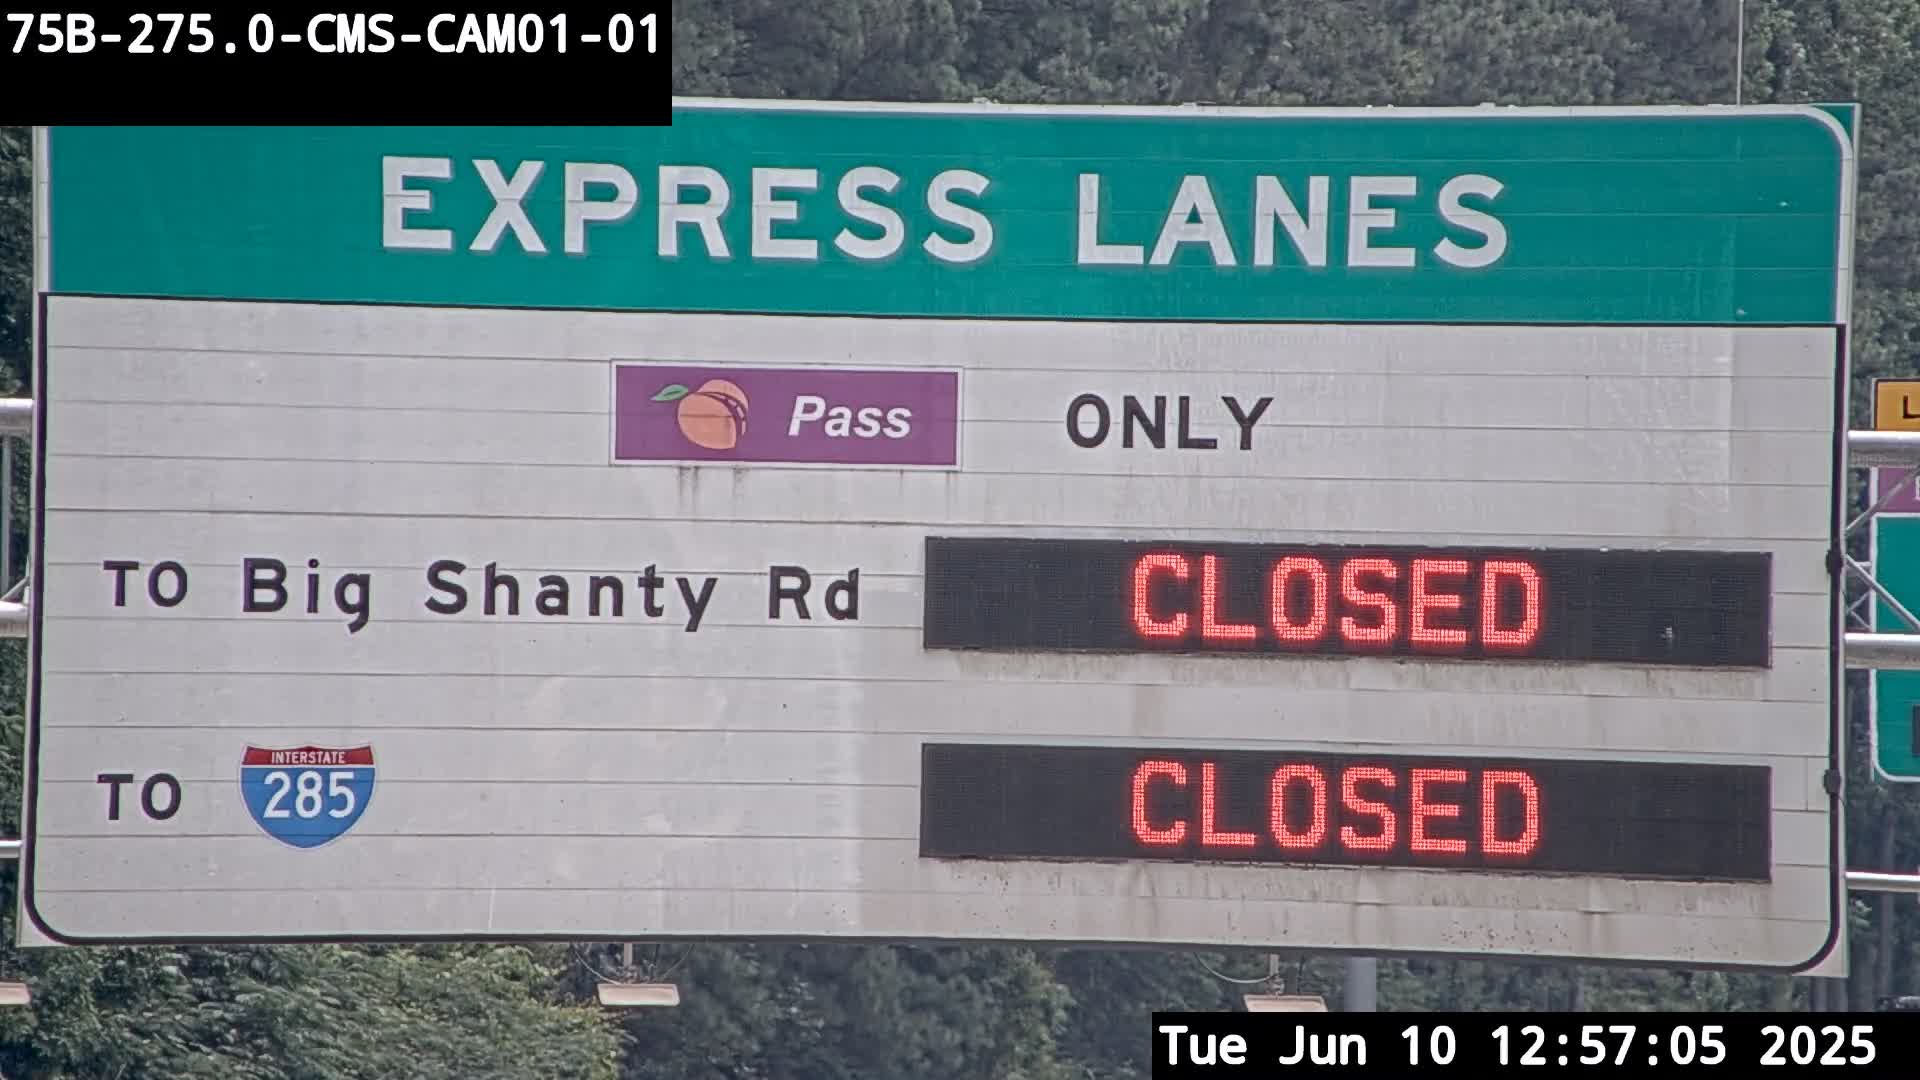 75B-275.0-CMS-CAM01-01
EXPRESS LANES
Pass ONLY
TO Big Shanty Rd CLOSED
TO INTERSTATE 285 CLOSED
Tue Jun 10 12:57:05 2025